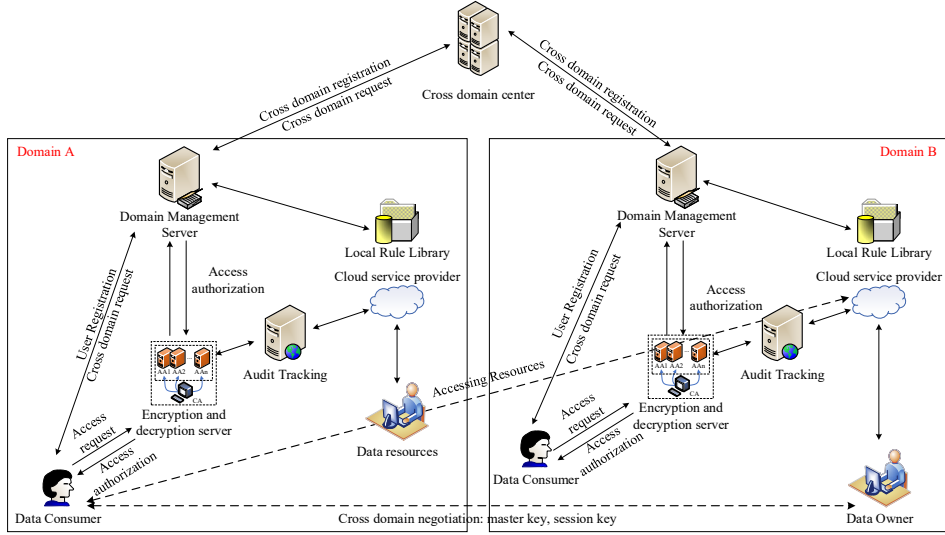 Cross domain center
Cross domain registration
Cross domain request
Cross domain registration
Cross domain request
Domain A
Domain Management
Server
Local Rule Library
Cloud service provider
User Registration
Cross domain request
Access
authorization
Audit Tracking
AA1 AA2 AAn
CA
Encryption and
decryption server
Access
request
Access
authorization
Data resources
Data Consumer
Domain B
Domain Management
Server
Local Rule Library
Cloud service provider
User Registration
Cross domain request
Access
authorization
Audit Tracking
AA1 AA2 AAn
CA
Encryption and
decryption server
Access
request
Access
authorization
Data Consumer
Data Owner
Accessing Resources
Cross domain negotiation: master key, session key